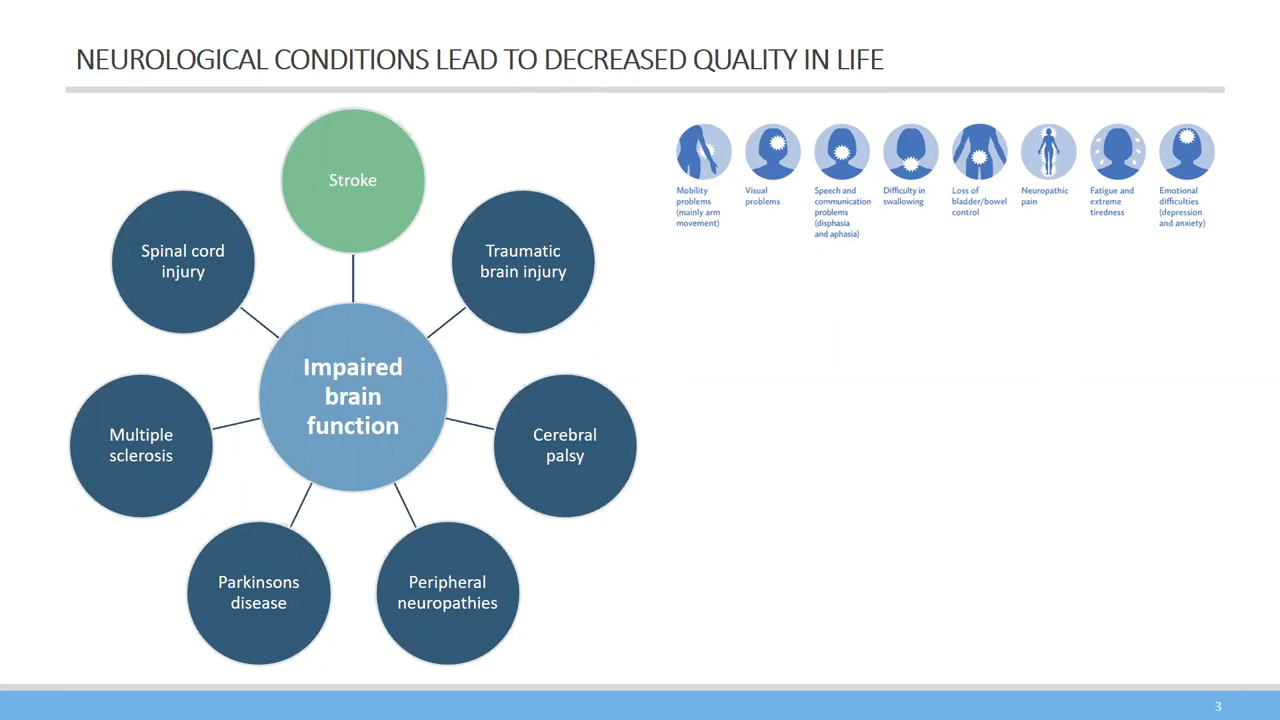 NEUROLOGICAL CONDITIONS LEAD TO DECREASED QUALITY IN LIFE
Stroke
Traumatic
brain injury
Cerebral
palsy
Peripheral
neuropathies
Parkinsons
disease
Multiple
sclerosis
Spinal cord
injury
Impaired
brain
function
Mobility
problems
(mainly arm
movement)
Visual
problems
Speech and
communication
problems
(disphasia
and aphasia)
Difficulty in
swallowing
Loss of
bladder/bowel
control
Neuropathic
pain
Fatigue and
extreme
tiredness
Emotional
difficulties
(depression
and anxiety)
3